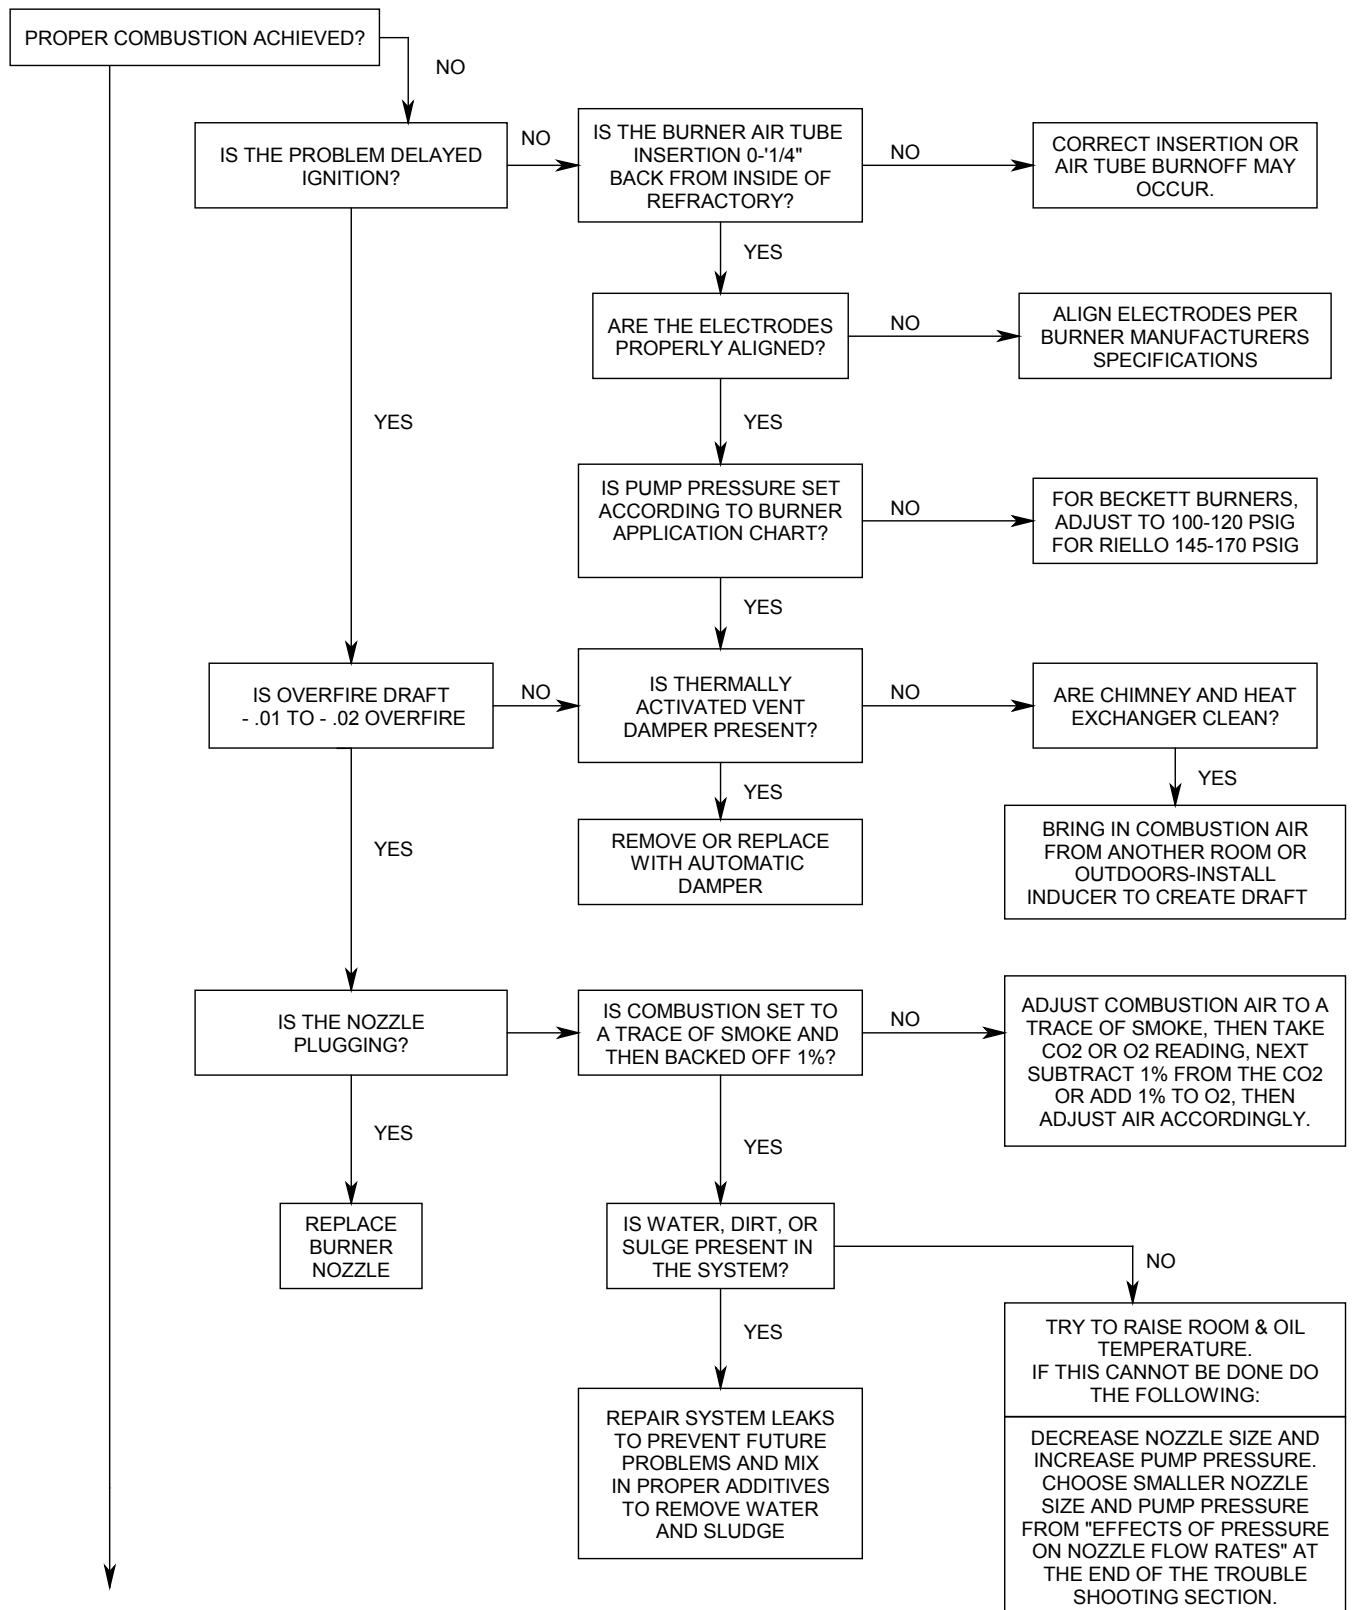 PROPER COMBUSTION ACHIEVED?
NO
IS THE PROBLEM DELAYED
IGNITION?
NO
IS THE BURNER AIR TUBE
INSERTION 0-'1/4"
BACK FROM INSIDE OF
REFRACTORY?
NO
CORRECT INSERTION OR
AIR TUBE BURNOFF MAY
OCCUR.
YES
ARE THE ELECTRODES
PROPERLY ALIGNED?
NO
ALIGN ELECTRODES PER
BURNER MANUFACTURERS
SPECIFICATIONS
YES
YES
IS PUMP PRESSURE SET
ACCORDING TO BURNER
APPLICATION CHART?
NO
FOR BECKETT BURNERS,
ADJUST TO 100-120 PSIG
FOR RIELLO 145-170 PSIG
YES
IS OVERFIRE DRAFT
- .01 TO - .02 OVERFIRE
NO
IS THERMALLY
ACTIVATED VENT
DAMPER PRESENT?
NO
ARE CHIMNEY AND HEAT
EXCHANGER CLEAN?
YES
YES
REMOVE OR REPLACE
WITH AUTOMATIC
DAMPER
BRING IN COMBUSTION AIR
FROM ANOTHER ROOM OR
OUTDOORS-INSTALL
INDUCER TO CREATE DRAFT
YES
IS THE NOZZLE
PLUGGING?
IS COMBUSTION SET TO
A TRACE OF SMOKE AND
THEN BACKED OFF 1%?
NO
ADJUST COMBUSTION AIR TO A
TRACE OF SMOKE, THEN TAKE
CO2 OR O2 READING, NEXT
SUBTRACT 1% FROM THE CO2
OR ADD 1% TO O2, THEN
ADJUST AIR ACCORDINGLY.
YES
YES
REPLACE
BURNER
NOZZLE
IS WATER, DIRT, OR
SULGE PRESENT IN
THE SYSTEM?
NO
YES
TRY TO RAISE ROOM & OIL
TEMPERATURE.
IF THIS CANNOT BE DONE DO
THE FOLLOWING:
REPAIR SYSTEM LEAKS
TO PREVENT FUTURE
PROBLEMS AND MIX
IN PROPER ADDITIVES
TO REMOVE WATER
AND SLUDGE
DECREASE NOZZLE SIZE AND
INCREASE PUMP PRESSURE.
CHOOSE SMALLER NOZZLE
SIZE AND PUMP PRESSURE
FROM "EFFECTS OF PRESSURE
ON NOZZLE FLOW RATES" AT
THE END OF THE TROUBLE
SHOOTING SECTION.